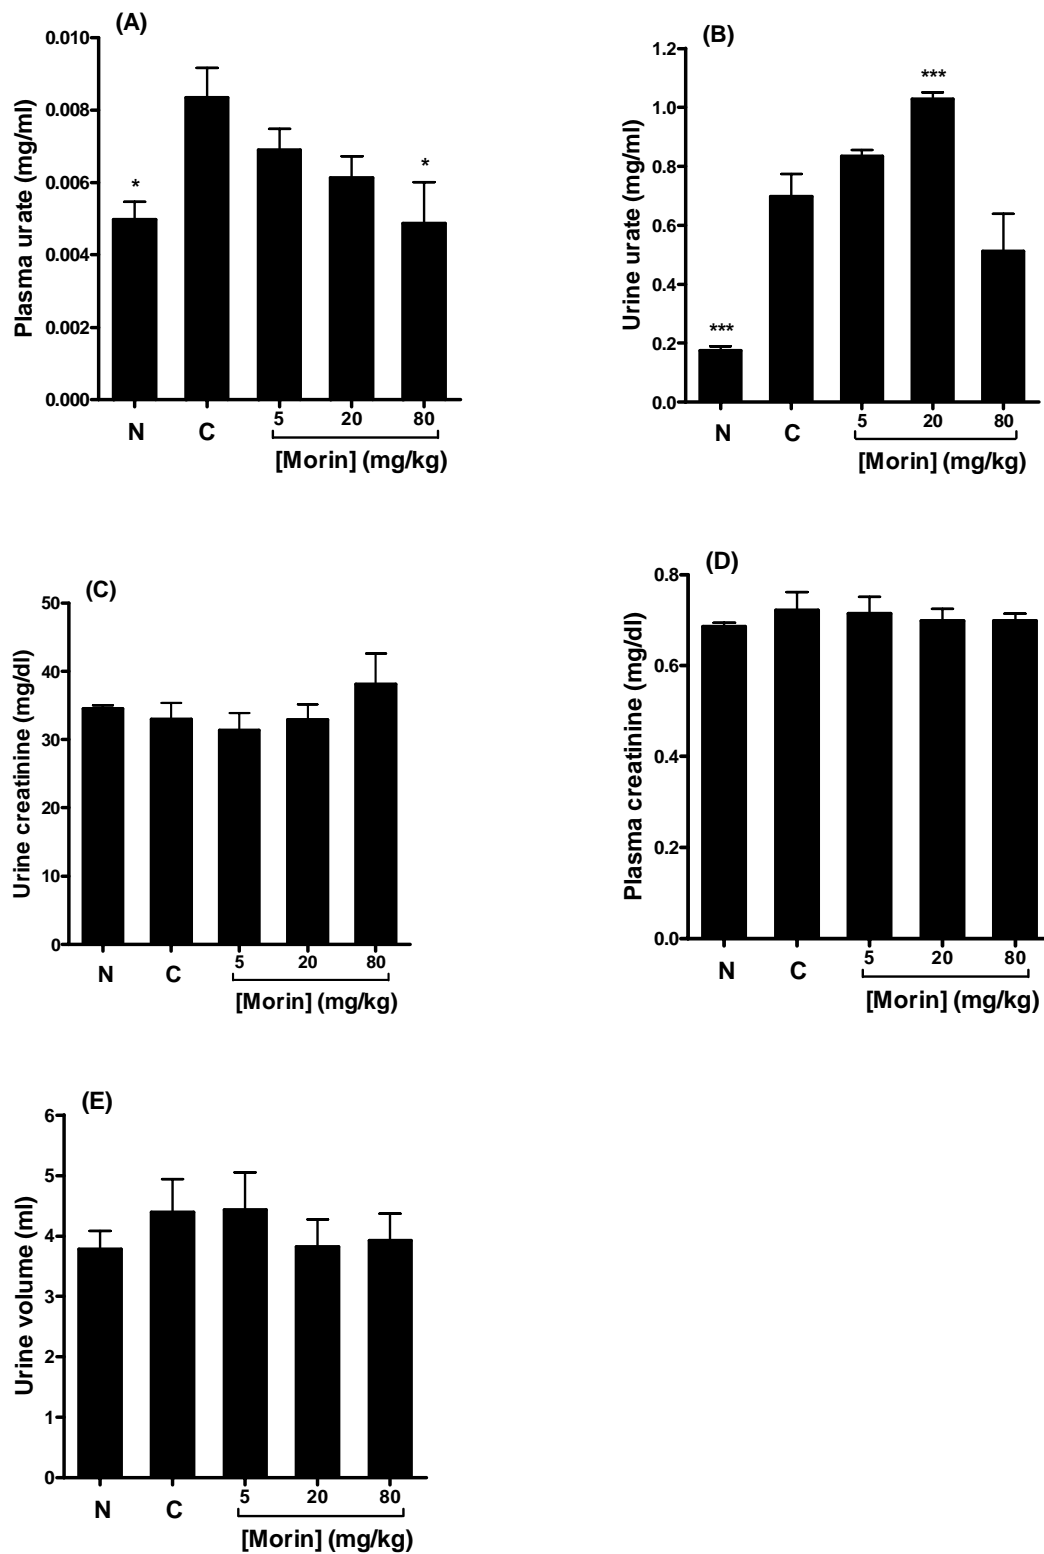 (A)
Plasma urate (mg/ml)
0.010
0.008
0.006
0.004
0.002
0.000
* *
N C 5 20 80
[Morin] (mg/kg)
(B)
Urine urate (mg/ml)
1.2
1.0
0.8
0.6
0.4
0.2
0.0
*** ***
N C 5 20 80
[Morin] (mg/kg)
(C)
Urine creatinine (mg/dl)
50
40
30
20
10
0
N C 5 20 80
[Morin] (mg/kg)
(D)
Plasma creatinine (mg/dl)
0.8
0.6
0.4
0.2
0.0
N C 5 20 80
[Morin] (mg/kg)
(E)
Urine volume (ml)
6
5
4
3
2
1
0
N C 5 20 80
[Morin] (mg/kg)